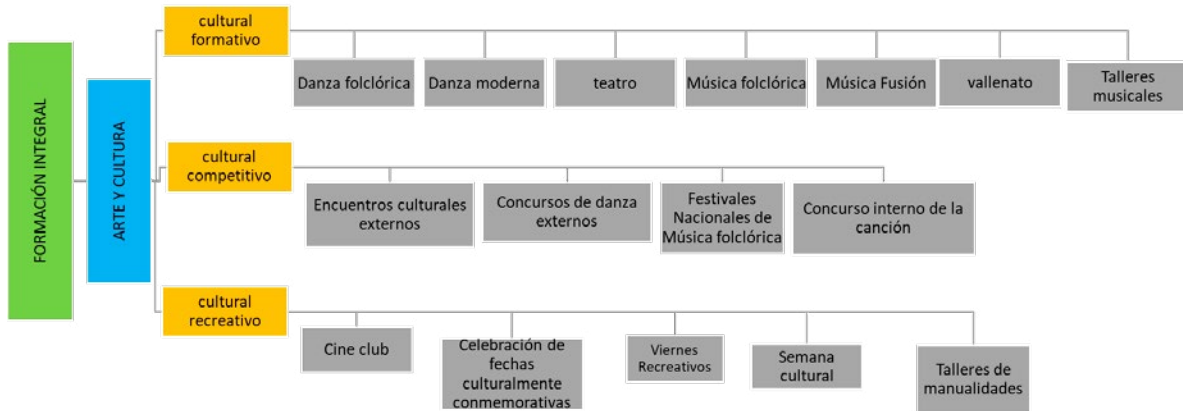 FORMACIÓN INTEGRAL
ARTE Y CULTURA
cultural
formativo
Danza folclórica
Danza moderna
teatro
Música folclórica
Música Fusión
vallenato
Talleres
musicales
cultural
competitivo
Encuentros culturales
externos
Concursos de danza
externos
Festivales
Nacionales de
Música folclórica
Concurso interno de la
canción
cultural
recreativo
Cine club
Celebración de
fechas
culturalmente
conmemorativas
Viernes
Recreativos
Semana
cultural
Talleres de
manualidades